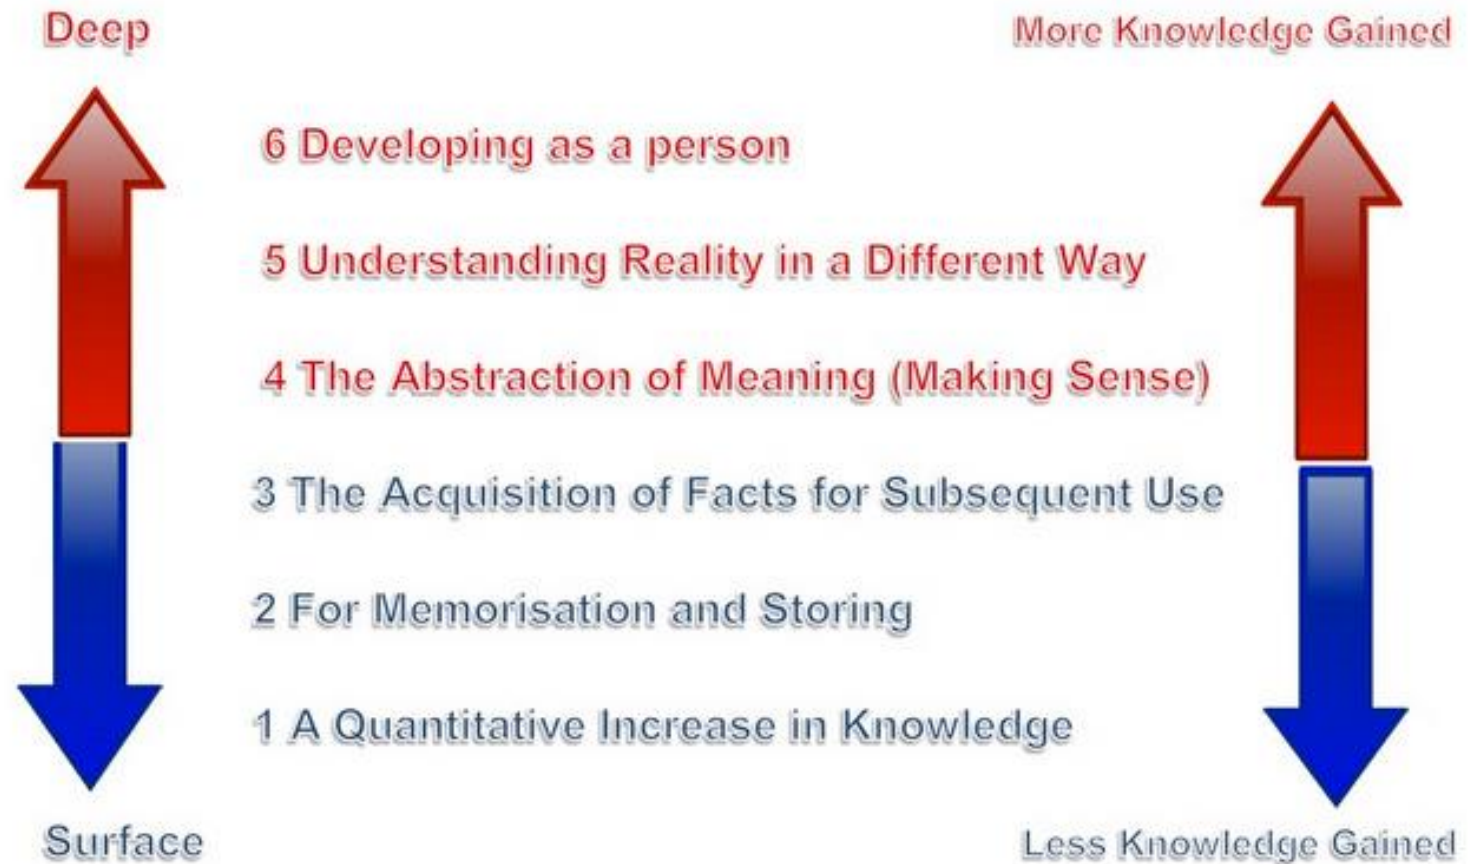 Deep
More Knowledge Gained
6 Developing as a person
5 Understanding Reality in a Different Way
4 The Abstraction of Meaning (Making Sense)
3 The Acquisition of Facts for Subsequent Use
2 For Memorisation and Storing
1 A Quantitative Increase in Knowledge
Surface
Less Knowledge Gained